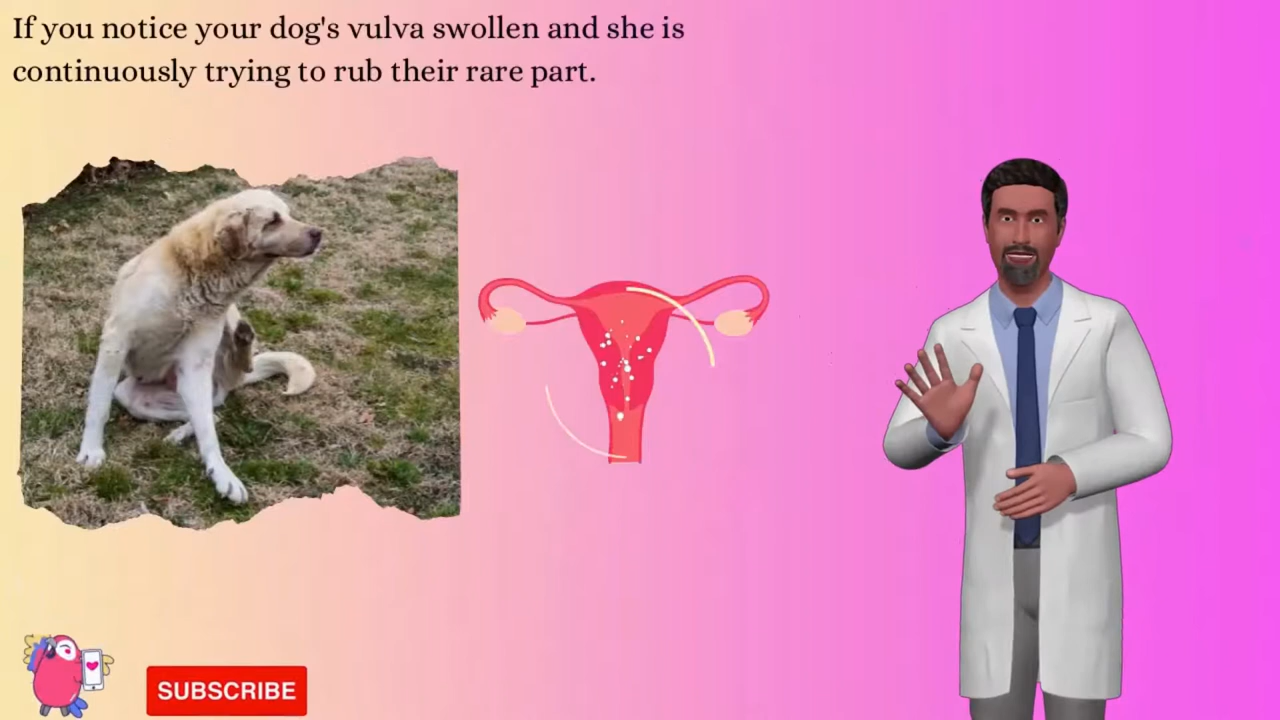 If you notice your dog's vulva swollen and she is
continuously trying to rub their rare part.
SUBSCRIBE